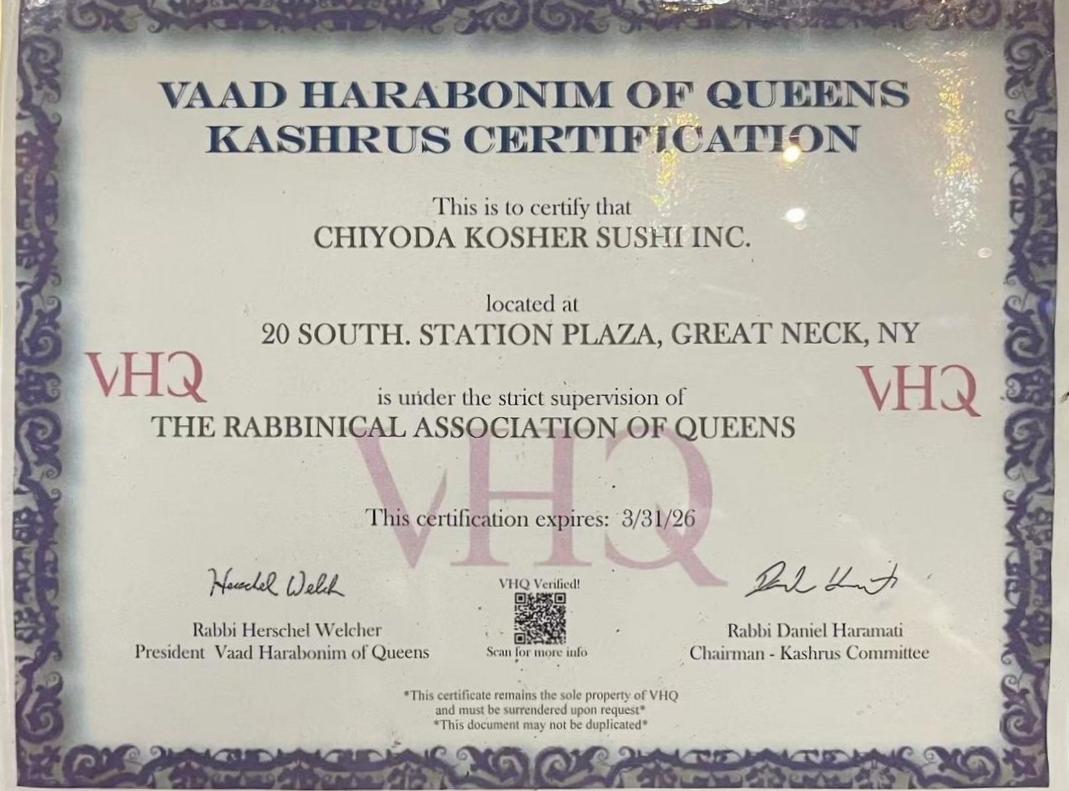 VAAD HARABONIM OF QUEENS
KASHRUS CERTIFICATION
This is to certify that
CHIYODA KOSHER SUSHI INC.
located at
20 SOUTH. STATION PLAZA, GREAT NECK, NY
VHQ
VHQ
is under the strict supervision of
THE RABBINICAL ASSOCIATION OF QUEENS
VHQ
This certification expires: 3/31/26
Herschel Welch
VHQ Verified!
Rabbi Herschel Welcher
President Vaad Harabonim of Queens
Scan for more info
Rabbi Daniel Haramati
Chairman - Kashrus Committee
*This certificate remains the sole property of VHQ
and must be surrendered upon request*
*This document may not be duplicated*